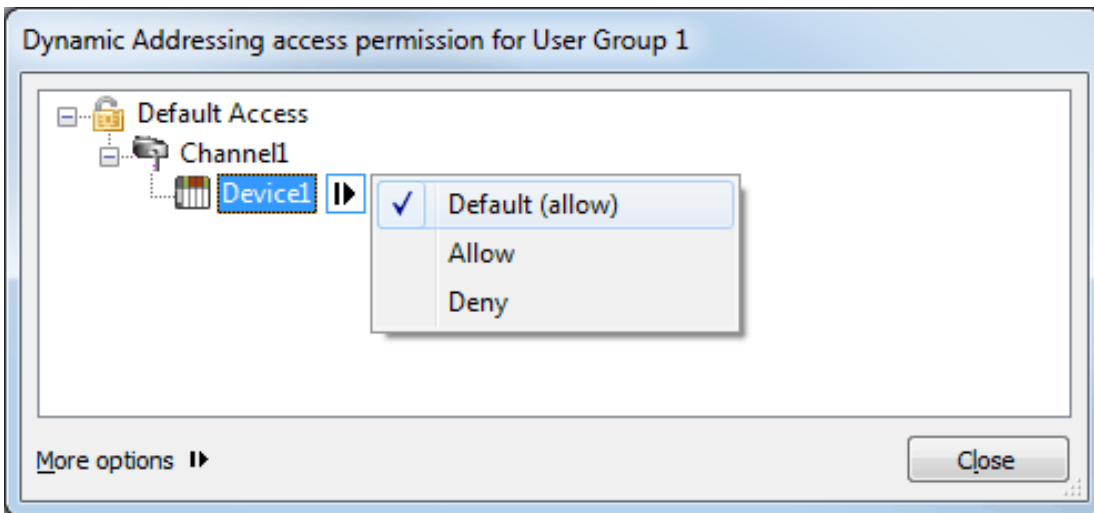 Dynamic Addressing access permission for User Group 1
Default Access
Channel1
Device1
Default (allow)
Allow
Deny
More options
Close